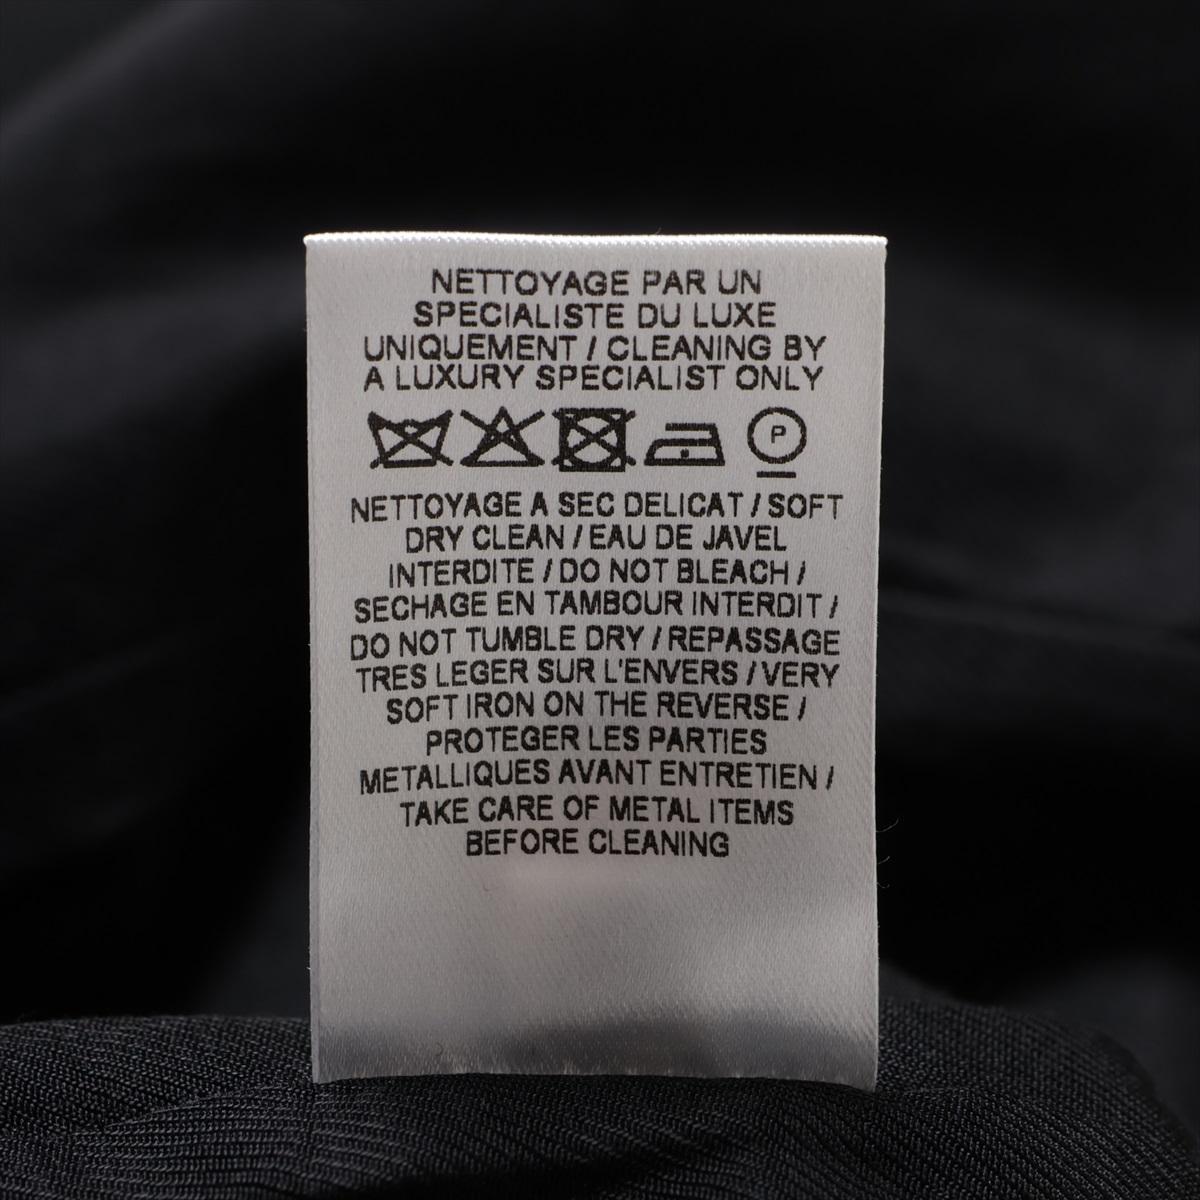 NETTOYAGE PAR UN
SPECIALISTE DU LUXE
UNIQUEMENT / CLEANING BY
A LUXURY SPECIALIST ONLY
P
NETTOYAGE A SEC DELICAT / SOFT
DRY CLEAN / EAU DE JAVEL
INTERDITE / DO NOT BLEACH /
SECHAGE EN TAMBOUR INTERDIT /
DO NOT TUMBLE DRY / REPASSAGE
TRES LEGER SUR L'ENVERS / VERY
SOFT IRON ON THE REVERSE /
PROTEGER LES PARTIES
METALLIQUES AVANT ENTRETIEN /
TAKE CARE OF METAL ITEMS
BEFORE CLEANING